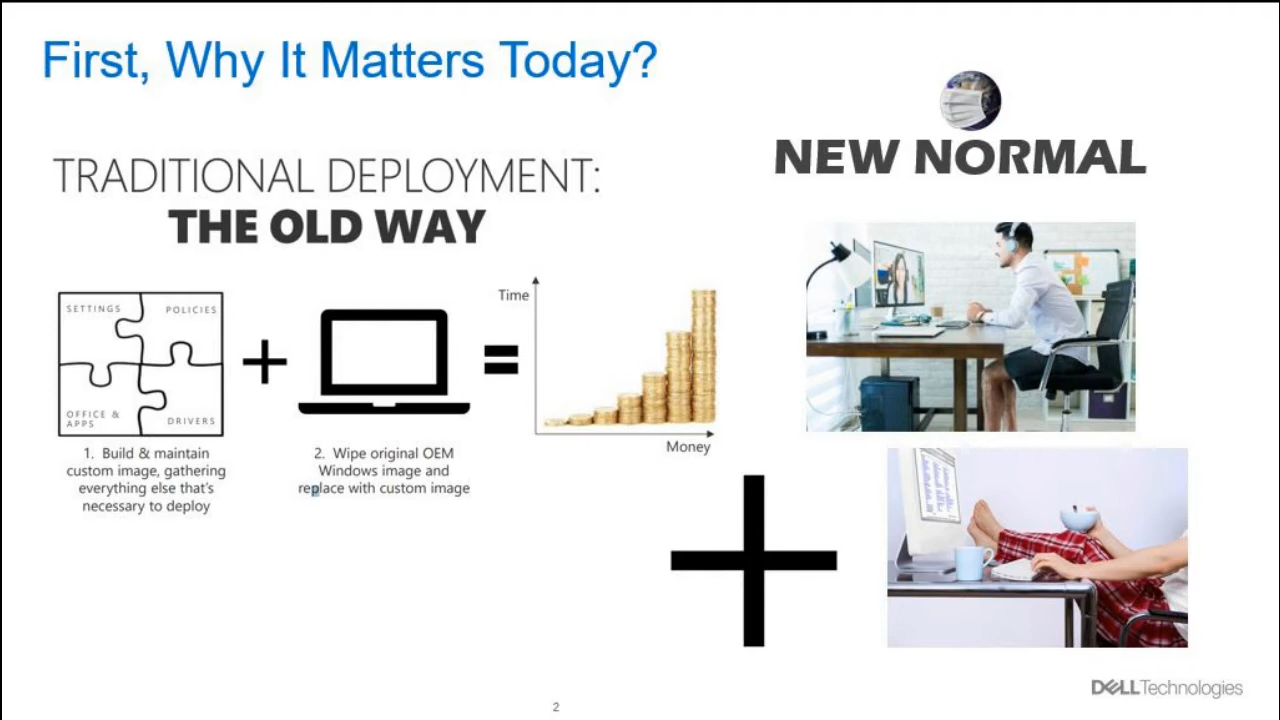 First, Why It Matters Today?
TRADITIONAL DEPLOYMENT:
THE OLD WAY
SETTINGS
POLICIES
OFFICE &
APPS
DRIVERS
1. Build & maintain
custom image, gathering
everything else that's
necessary to deploy
2. Wipe original OEM
Windows image and
replace with custom image
Time
Money
NEW NORMAL
2
DELLTechnologies